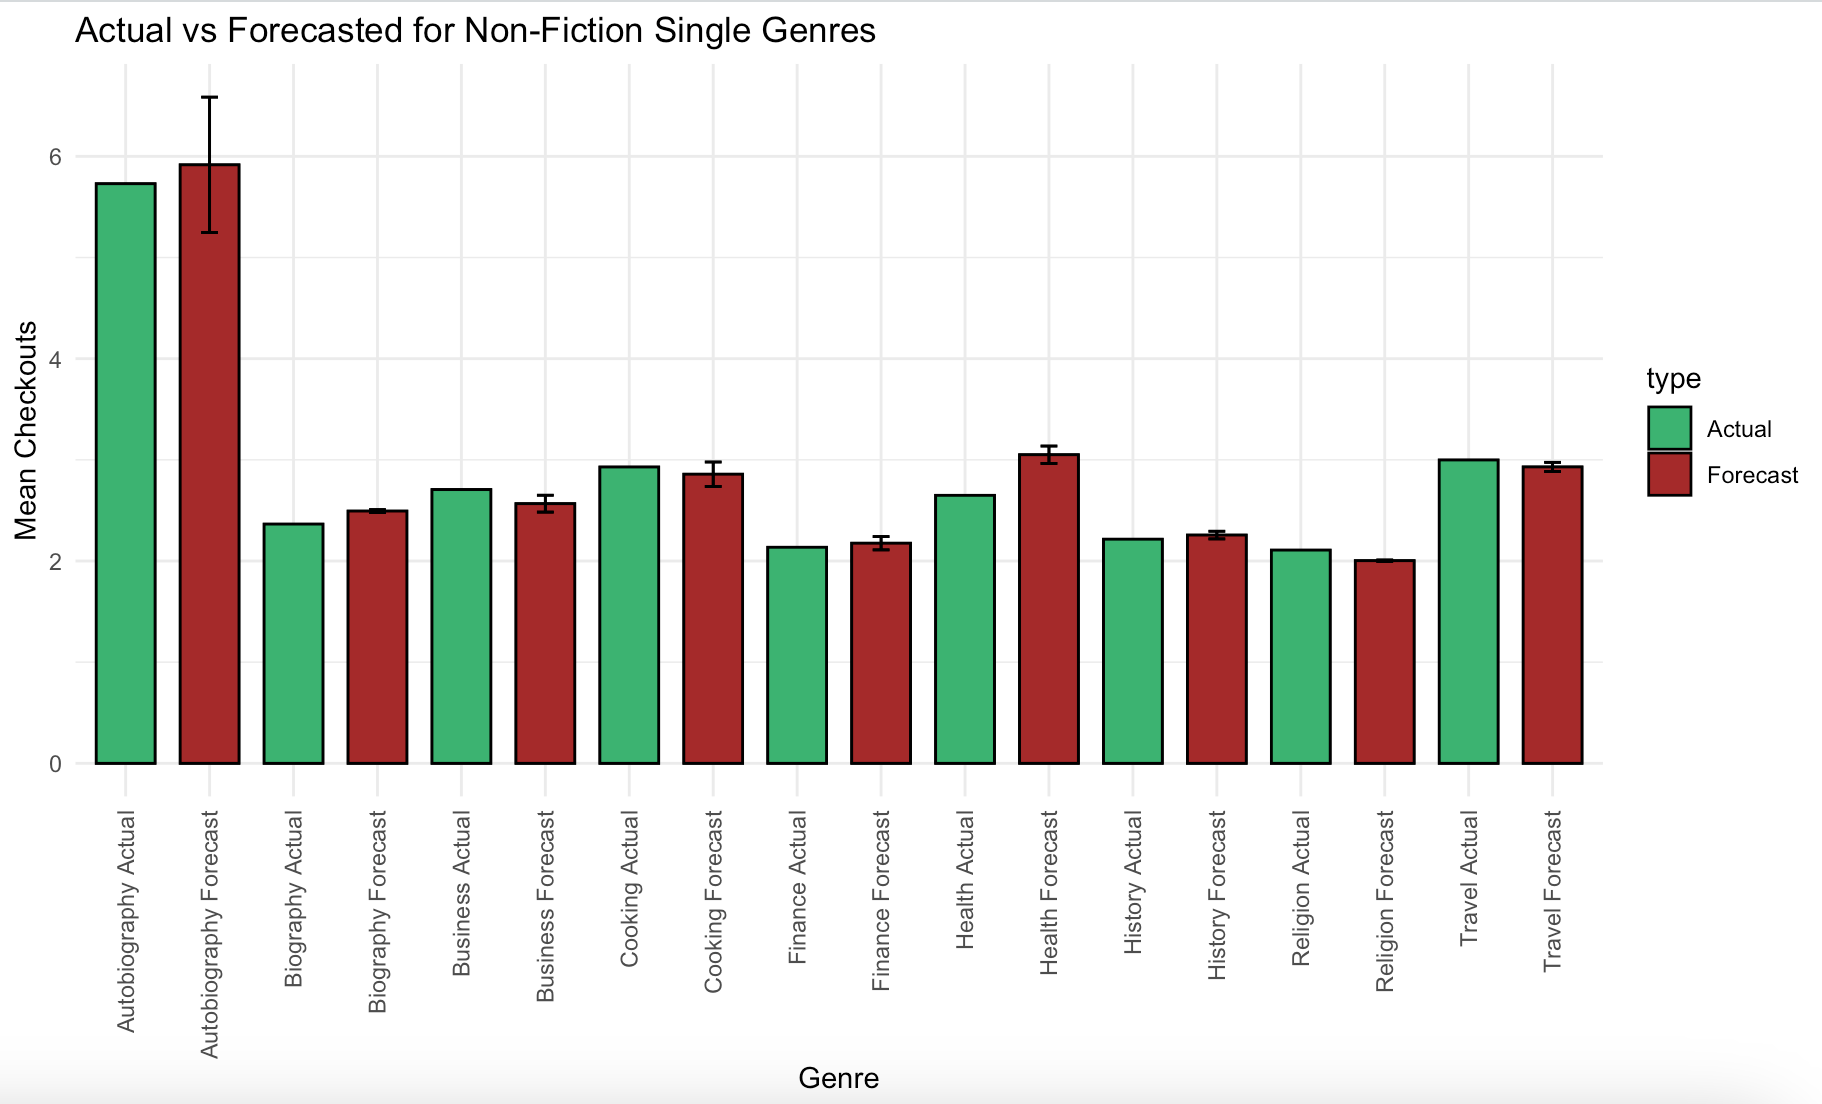 Actual vs Forecasted for Non-Fiction Single Genres
Mean Checkouts
6
4
2
0
Autobiography Actual
Autobiography Forecast
Biography Actual
Biography Forecast
Business Actual
Business Forecast
Cooking Actual
Cooking Forecast
Finance Actual
Finance Forecast
Health Actual
Health Forecast
History Actual
History Forecast
Religion Actual
Religion Forecast
Travel Actual
Travel Forecast
Genre
type
Actual
Forecast